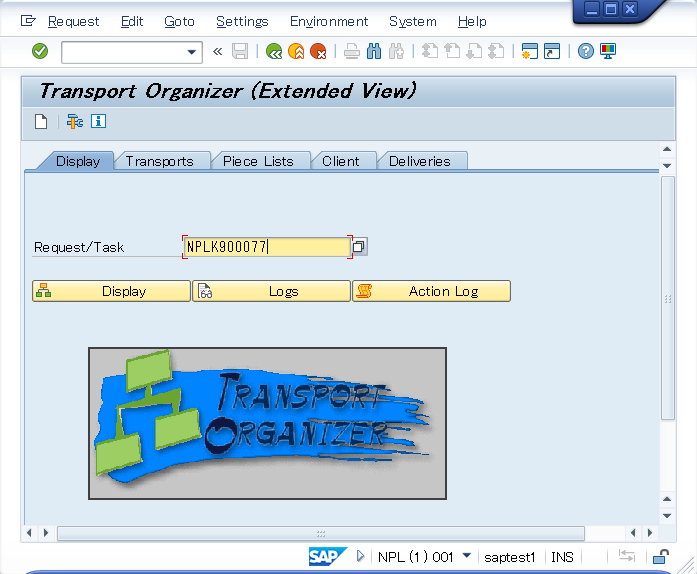 Request Edit Goto Settings Environment System Help
Transport Organizer (Extended View)
Display Transports Piece Lists Client Deliveries
Request/Task NPLK900077
Display Logs Action Log
TRANSPORT
ORGANIZER
SAP NPL (1) 001 saptest1 INS